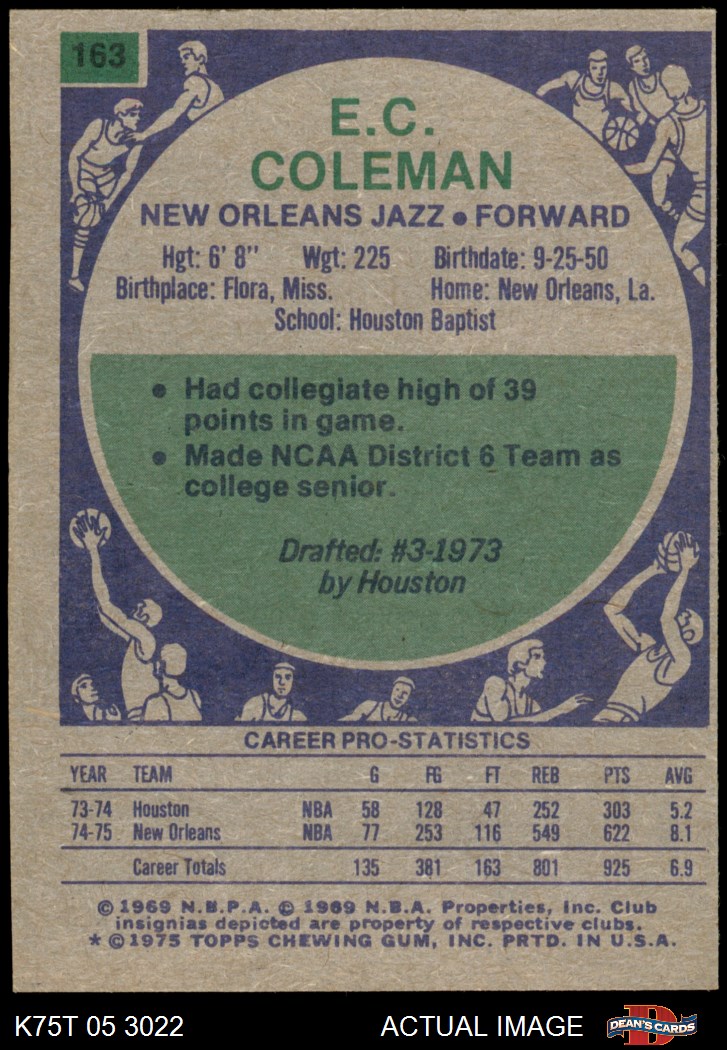 163
E.C.
COLEMAN
NEW ORLEANS JAZZ • FORWARD
Hgt: 6' 8" Wgt: 225 Birthdate: 9-25-50
Birthplace: Flora, Miss. Home: New Orleans, La.
School: Houston Baptist
• Had collegiate high of 39
points in game.
• Made NCAA District 6 Team as
college senior.
Drafted: #3-1973
by Houston
CAREER PRO-STATISTICS
YEAR TEAM G FG FT REB PTS AVG
73-74 Houston NBA 58 128 47 252 303 5.2
74-75 New Orleans NBA 77 253 116 549 622 8.1
Career Totals 135 381 163 801 925 6.9
© 1969 N.B.P.A. © 1969 N.B.A. Properties, Inc. Club
insignias depicted are property of respective clubs.
* © 1975 TOPPS CHEWING GUM, INC. PRTD. IN U.S.A.
K75T 05 3022 ACTUAL IMAGE D DEAN'S CARDS